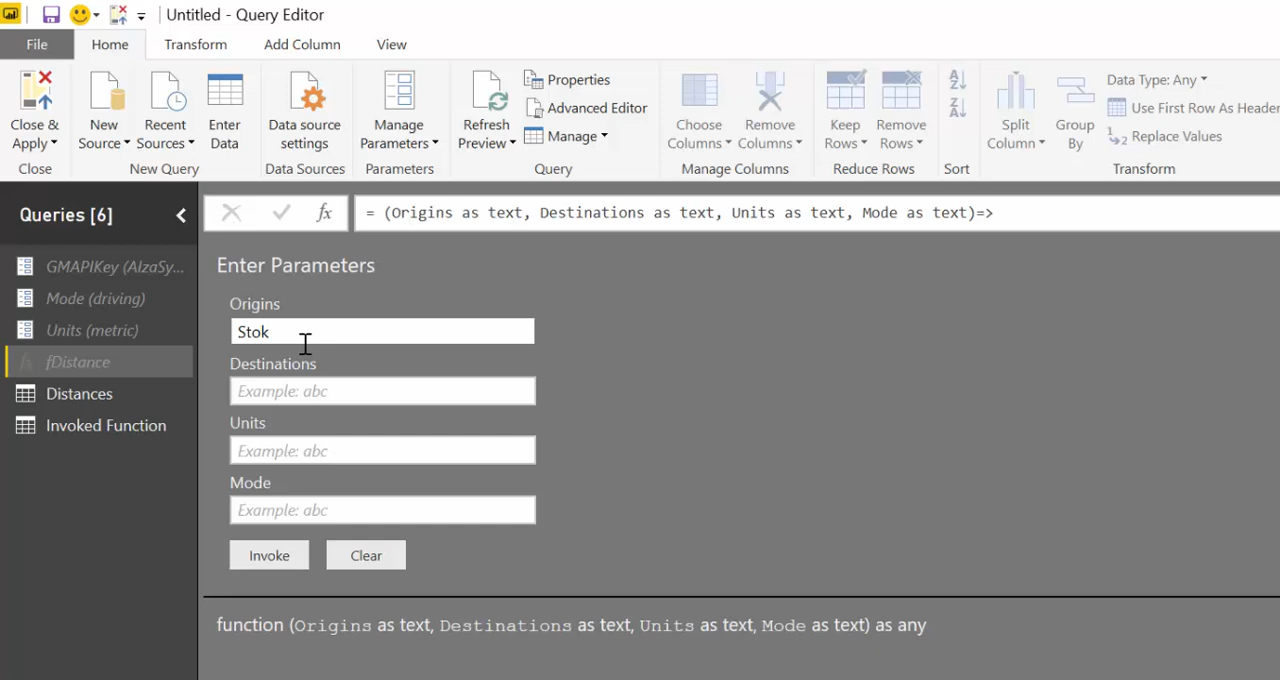 Untitled - Query Editor
File Home Transform Add Column View
Close & Apply
New Source
Recent Sources
Enter Data
Data source settings
Manage Parameters
Refresh Preview
Properties
Advanced Editor
Manage
Choose Columns
Remove Columns
Keep Rows
Remove Rows
Split Column
Group By
Data Type: Any
Use First Row As Header
Replace Values
Close New Query Data Sources Parameters Query Manage Columns Reduce Rows Sort Transform
Queries [6]
fx = (Origins as text, Destinations as text, Units as text, Mode as text)=>
GMAPIKey (AlzaSy...
Mode (driving)
Units (metric)
fDistance
Distances
Invoked Function
Enter Parameters
Origins
Stok
Destinations
Example: abc
Units
Example: abc
Mode
Example: abc
Invoke Clear
function (Origins as text, Destinations as text, Units as text, Mode as text) as any